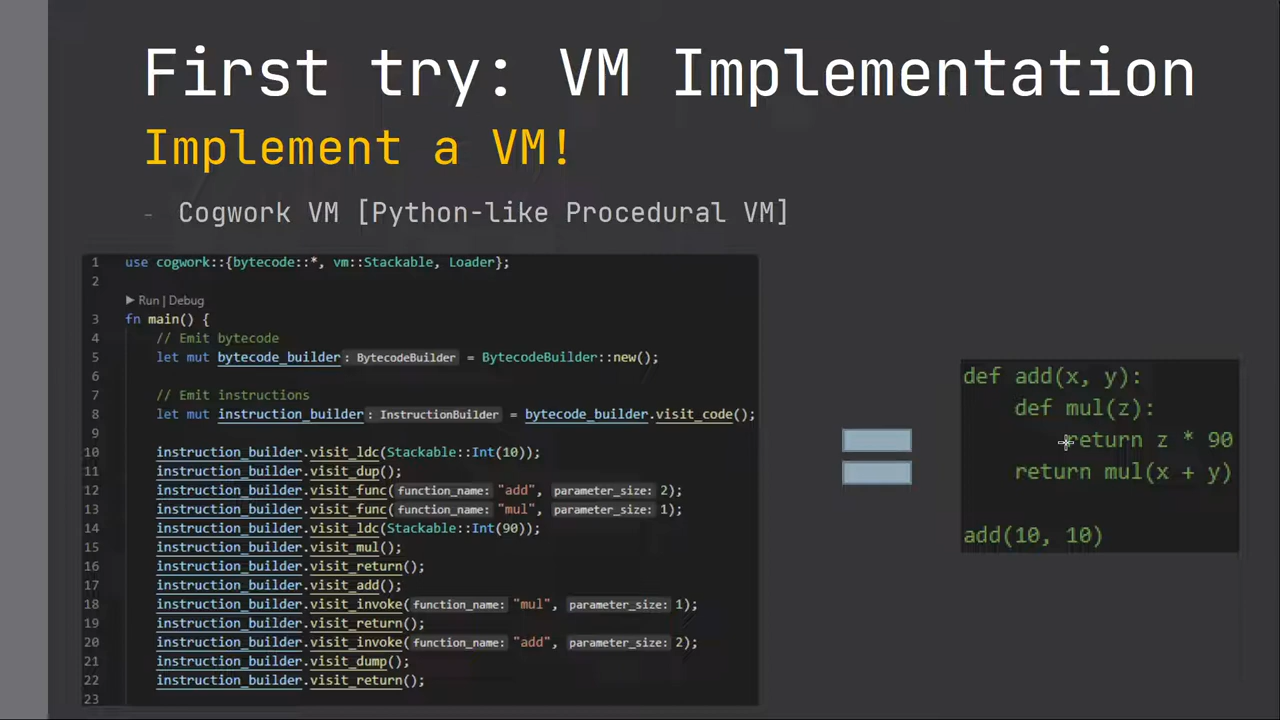 First try: VM Implementation
Implement a VM!
- Cogwork VM [Python-like Procedural VM]
1 use cogwork::{bytecode::*, vm::Stackable, Loader};
2
▶ Run | Debug
3 fn main() {
4 // Emit bytecode
5 let mut bytecode_builder: BytecodeBuilder = BytecodeBuilder::new();
6
7 // Emit instructions
8 let mut instruction_builder: InstructionBuilder = bytecode_builder.visit_code();
9
10 instruction_builder.visit_ldc(Stackable::Int(10));
11 instruction_builder.visit_dup();
12 instruction_builder.visit_func(function_name: "add", parameter_size: 2);
13 instruction_builder.visit_func(function_name: "mul", parameter_size: 1);
14 instruction_builder.visit_ldc(Stackable::Int(90));
15 instruction_builder.visit_mul();
16 instruction_builder.visit_return();
17 instruction_builder.visit_add();
18 instruction_builder.visit_invoke(function_name: "mul", parameter_size: 1);
19 instruction_builder.visit_return();
20 instruction_builder.visit_invoke(function_name: "add", parameter_size: 2);
21 instruction_builder.visit_dump();
22 instruction_builder.visit_return();
23
def add(x, y):
def mul(z):
return z * 90
return mul(x + y)
add(10, 10)